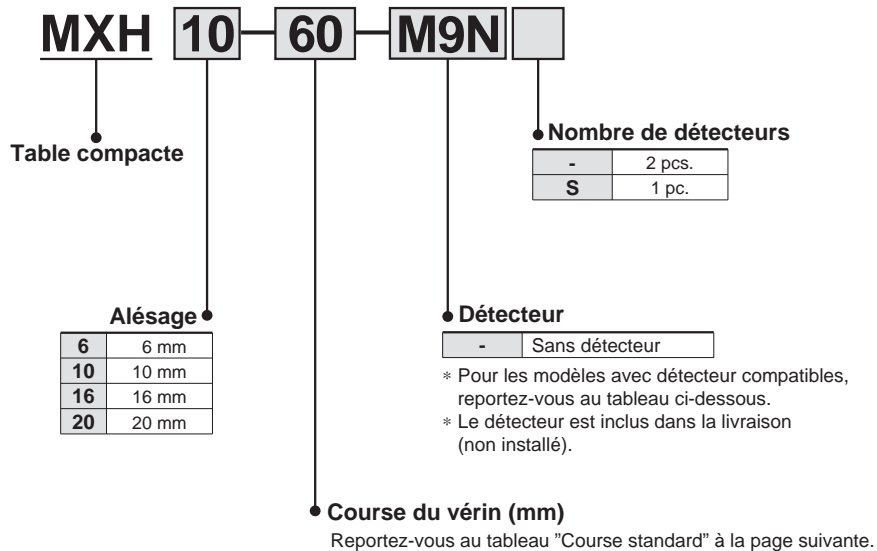 MXH 10-60-M9N
Table compacte
Nombre de détecteurs
- 2 pcs.
S 1 pc.
Alésage
6 6 mm
10 10 mm
16 16 mm
20 20 mm
Détecteur
- Sans détecteur
* Pour les modèles avec détecteur compatibles,
reportez-vous au tableau ci-dessous.
* Le détecteur est inclus dans la livraison
(non installé).
Course du vérin (mm)
Reportez-vous au tableau "Course standard" à la page suivante.